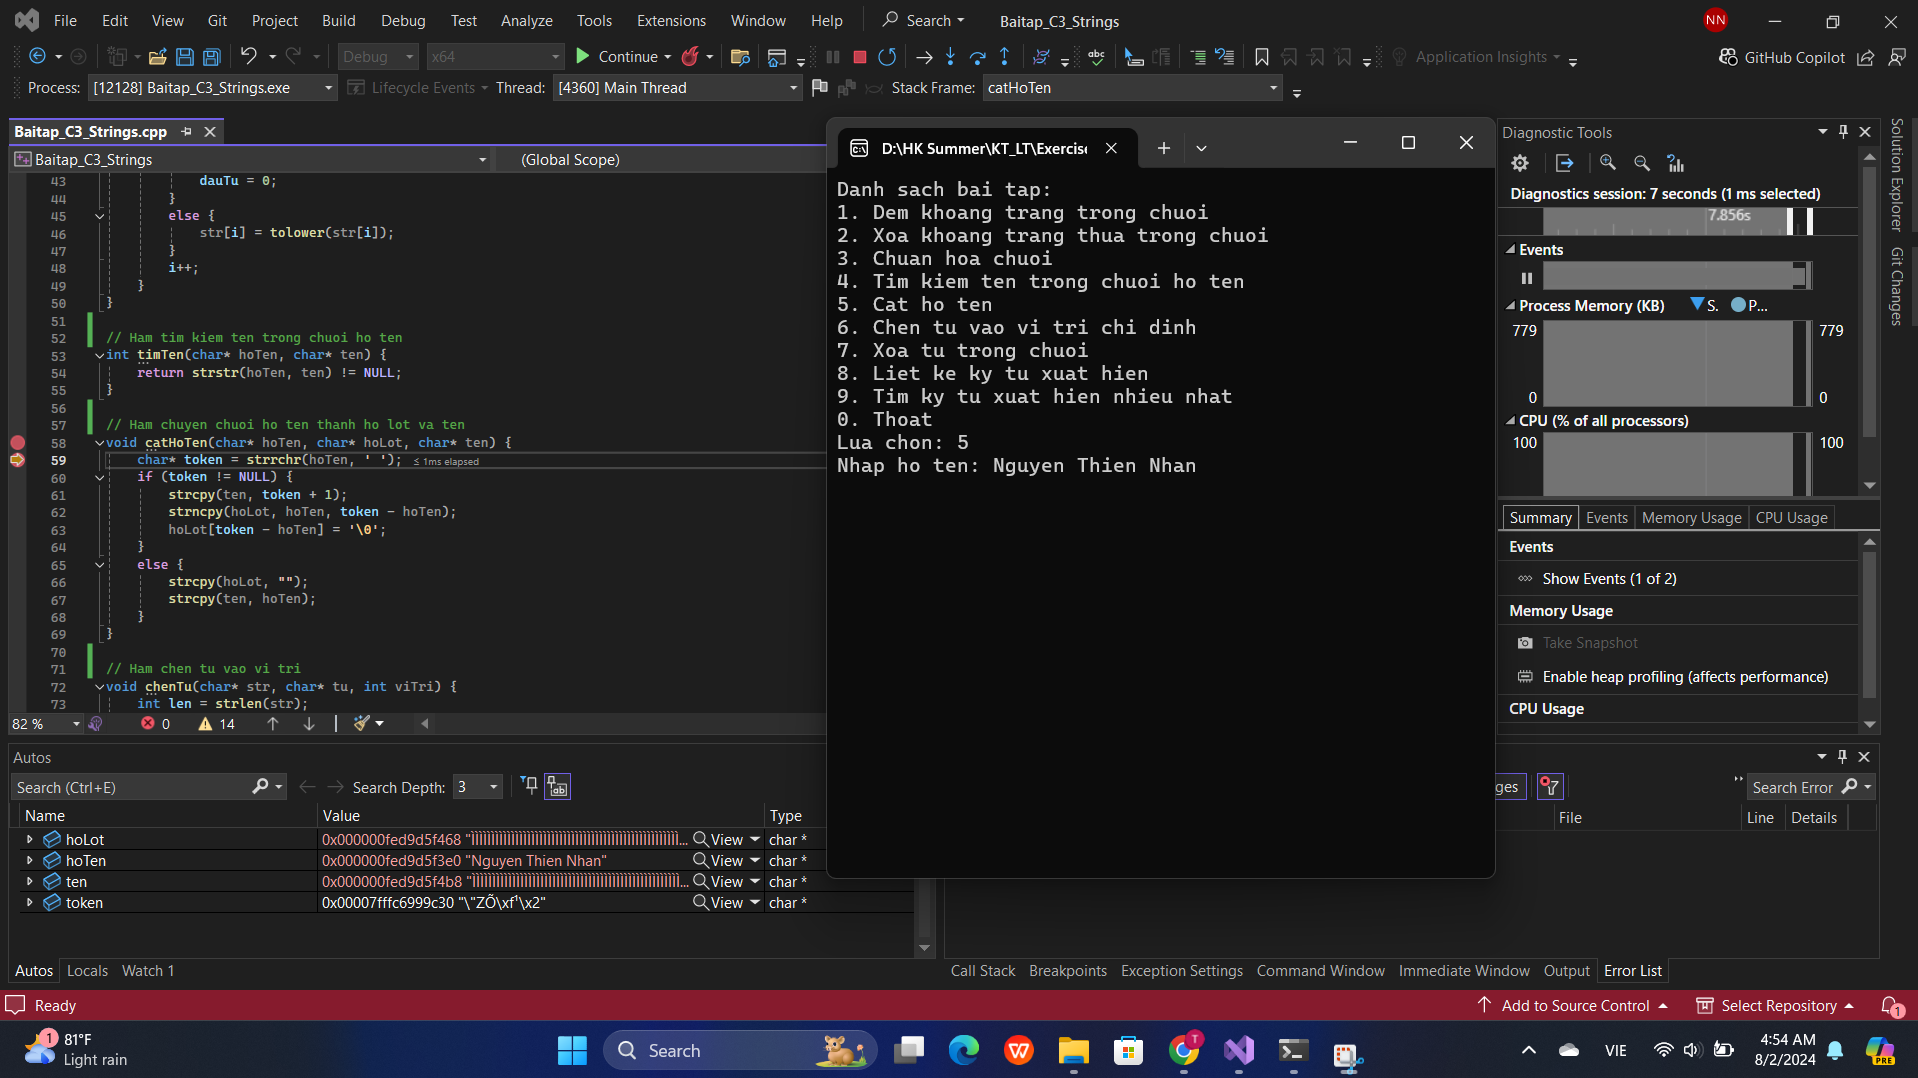 File Edit View Git Project Build Debug Test Analyze Tools Extensions Window Help Search Baitap_C3_Strings NN
Debug x64 Continue Application Insights GitHub Copilot
Process: [12128] Baitap_C3_Strings.exe Lifecycle Events Thread: [4360] Main Thread Stack Frame: catHoTen
Baitap_C3_Strings.cpp
Baitap_C3_Strings (Global Scope)
43 dauTu = 0;
44 }
45 else {
46 str[i] = tolower(str[i]);
47 }
48 i++;
49 }
50 }
51
52 // Ham tim kiem ten trong chuoi ho ten
53 int timTen(char* hoTen, char* ten) {
54 return strstr(hoTen, ten) != NULL;
55 }
56
57 // Ham chuyen chuoi ho ten thanh ho lot va ten
58 void catHoTen(char* hoTen, char* hoLot, char* ten) {
59 char* token = strrchr(hoTen, ' '); ≤ 1ms elapsed
60 if (token != NULL) {
61 strcpy(ten, token + 1);
62 strncpy(hoLot, hoTen, token - hoTen);
63 hoLot[token - hoTen] = '\0';
64 }
65 else {
66 strcpy(hoLot, "");
67 strcpy(ten, hoTen);
68 }
69 }
70
71 // Ham chen tu vao vi tri
72 void chenTu(char* str, char* tu, int viTri) {
73 int len = strlen(str);
82 % 0 14
D:\HK Summer\KT_LT\Exercise
Danh sach bai tap:
1. Dem khoang trang trong chuoi
2. Xoa khoang trang thua trong chuoi
3. Chuan hoa chuoi
4. Tim kiem ten trong chuoi ho ten
5. Cat ho ten
6. Chen tu vao vi tri chi dinh
7. Xoa tu trong chuoi
8. Liet ke ky tu xuat hien
9. Tim ky tu xuat hien nhieu nhat
0. Thoat
Lua chon: 5
Nhap ho ten: Nguyen Thien Nhan
Diagnostic Tools
Diagnostics session: 7 seconds (1 ms selected)
7.856s
Events
Process Memory (KB) S. P...
779 779
0 0
CPU (% of all processors)
100 100
Summary Events Memory Usage CPU Usage
Events
Show Events (1 of 2)
Memory Usage
Take Snapshot
Enable heap profiling (affects performance)
CPU Usage
Solution Explorer
Git Changes
Autos
Search (Ctrl+E) Search Depth: 3
Name Value Type
hoLot 0x000000fed9d5f468 View char *
hoTen 0x000000fed9d5f3e0 "Nguyen Thien Nhan" View char *
ten 0x000000fed9d5f4b8 View char *
token 0x00007fffc6999c30 "\"ZÕ\xf¹\x2" View char *
Autos Locals Watch 1
ges Search Error
File Line Details
Call Stack Breakpoints Exception Settings Command Window Immediate Window Output Error List
Ready Add to Source Control Select Repository 1
1 81°F
Light rain
Search
T
VIE
4:54 AM
8/2/2024
PRE